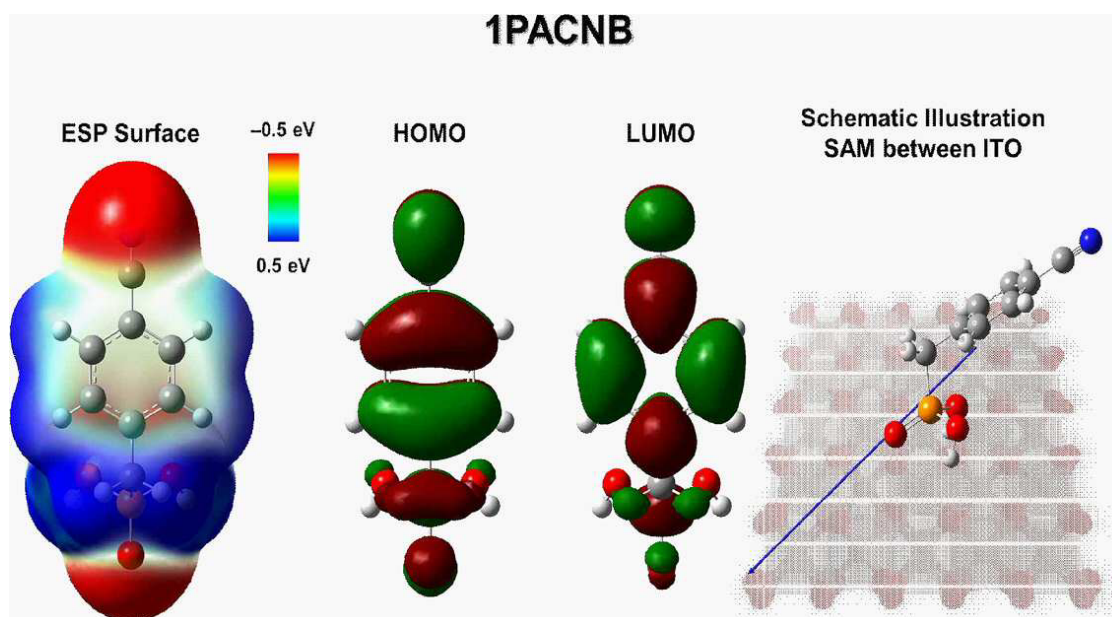 1PACNB
ESP Surface
–0.5 eV
0.5 eV
HOMO
LUMO
Schematic Illustration
SAM between ITO